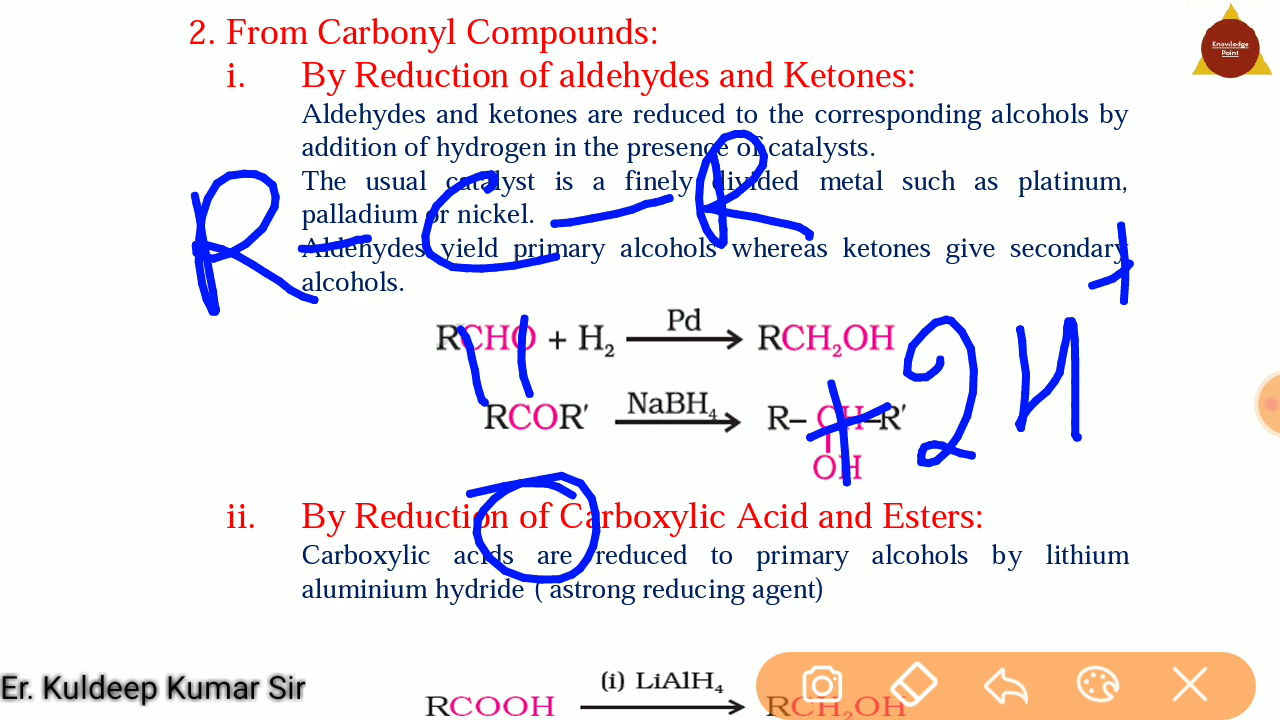 2. From Carbonyl Compounds:
Knowledge
Point
i. By Reduction of aldehydes and Ketones:
Aldehydes and ketones are reduced to the corresponding alcohols by
addition of hydrogen in the presence of catalysts.
The usual catalyst is a finely divided metal such as platinum,
palladium or nickel.
Aldehydes yield primary alcohols whereas ketones give secondary
alcohols.
R – C – R
||
O
+ 2H⁺
RCHO + H₂ Pd → RCH₂OH
RCOR′ NaBH₄ → R–CH–R′
OH
ii. By Reduction of Carboxylic Acid and Esters:
Carboxylic acids are reduced to primary alcohols by lithium
aluminium hydride ( astrong reducing agent)
Er. Kuldeep Kumar Sir
RCOOH (i) LiAlH₄ → RCH₂OH